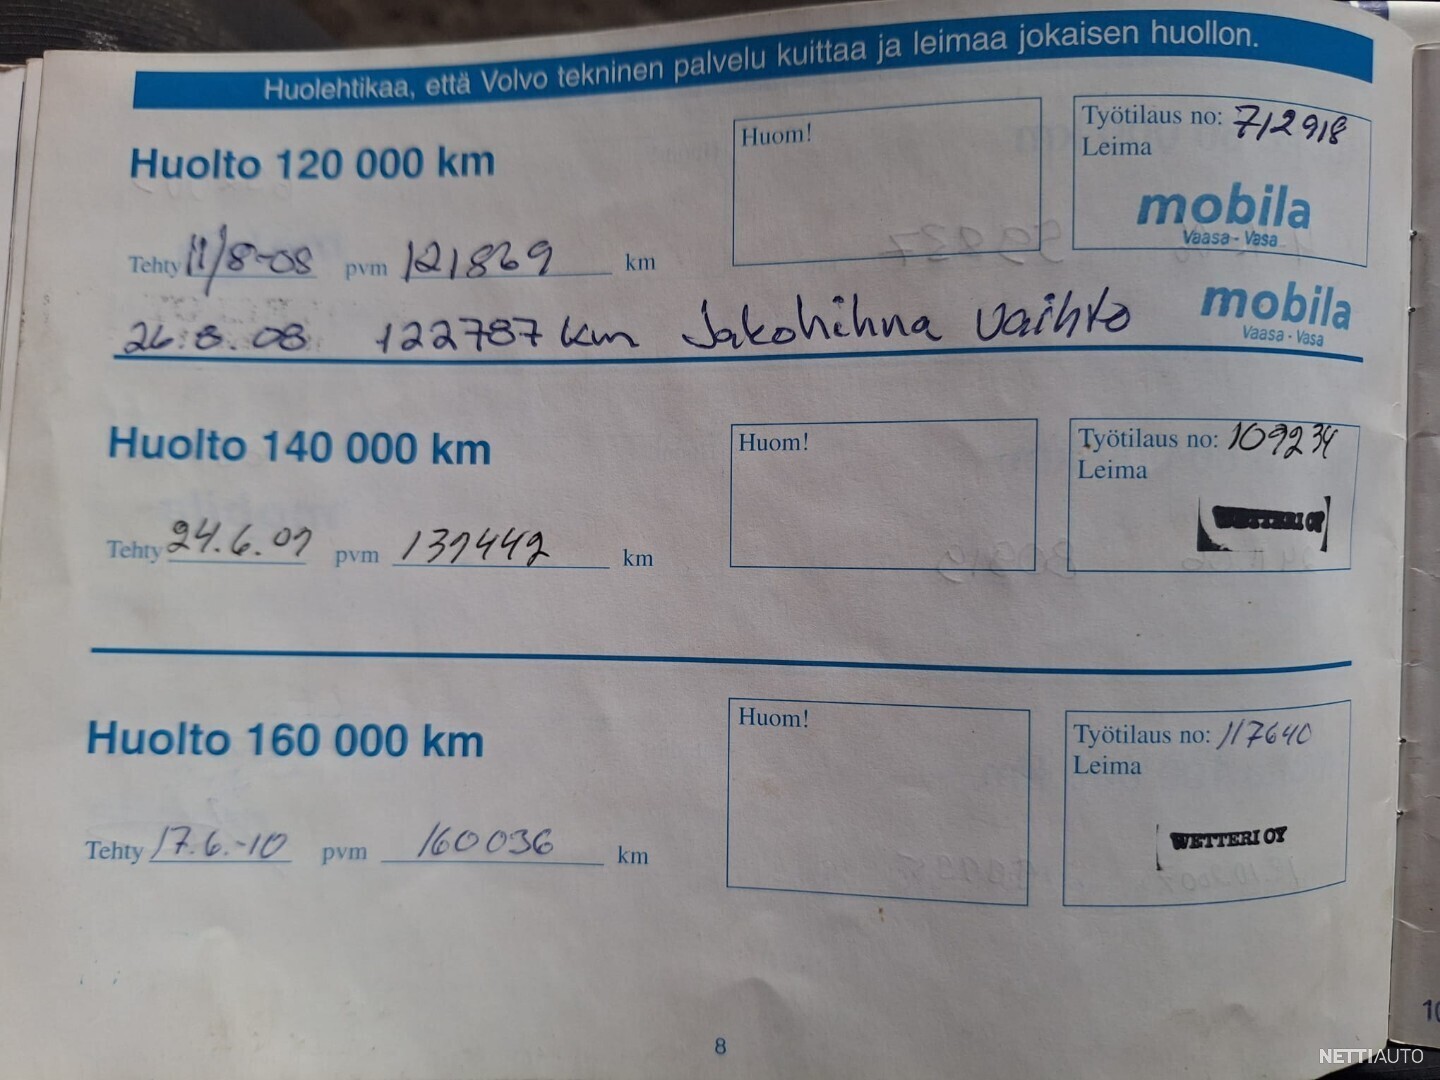 Huolehtikaa, että Volvo tekninen palvelu kuittaa ja leimaa jokaisen huollon.
Huolto 120 000 km
Huom!
Työtilaus no: 712918
Leima
mobila
Vaasa - Vasa
Tehty 11/8-08 pvm 121869 km
26.8.08 122787 km Jakohihna vaihto
mobila
Vaasa - Vasa
Huolto 140 000 km
Huom!
Työtilaus no: 109234
Leima
WETTERI OY
Tehty 24.6.09 pvm 139442 km
Huolto 160 000 km
Huom!
Työtilaus no: 117640
Leima
WETTERI OY
Tehty 17.6.-10 pvm 160036 km
8
NETTIAUTO